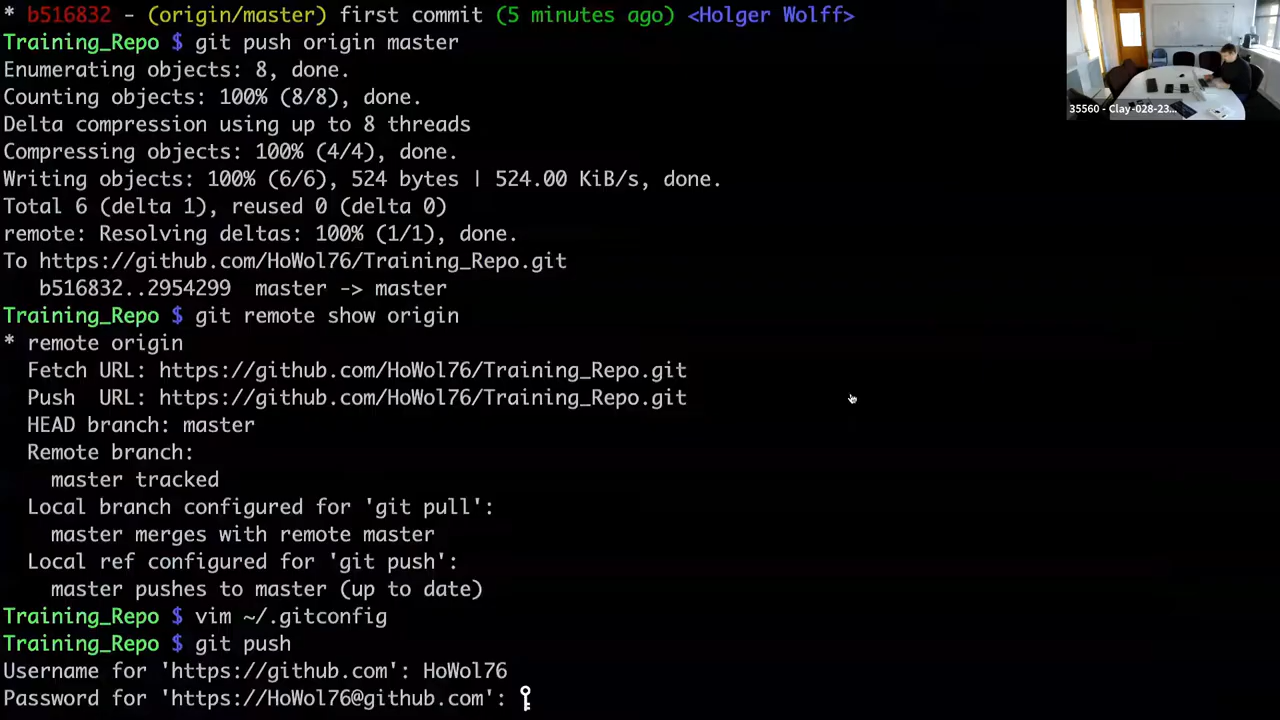 * b516832 - (origin/master) first commit (5 minutes ago) <Holger Wolff>
Training_Repo $ git push origin master
Enumerating objects: 8, done.
Counting objects: 100% (8/8), done.
Delta compression using up to 8 threads
Compressing objects: 100% (4/4), done.
Writing objects: 100% (6/6), 524 bytes | 524.00 KiB/s, done.
Total 6 (delta 1), reused 0 (delta 0)
remote: Resolving deltas: 100% (1/1), done.
To https://github.com/HoWol76/Training_Repo.git
   b516832..2954299  master -> master
Training_Repo $ git remote show origin
* remote origin
  Fetch URL: https://github.com/HoWol76/Training_Repo.git
  Push  URL: https://github.com/HoWol76/Training_Repo.git
  HEAD branch: master
  Remote branch:
    master tracked
  Local branch configured for 'git pull':
    master merges with remote master
  Local ref configured for 'git push':
    master pushes to master (up to date)
Training_Repo $ vim ~/.gitconfig
Training_Repo $ git push
Username for 'https://github.com': HoWol76
Password for 'https://HoWol76@github.com':
35560 - Clay-028-23...